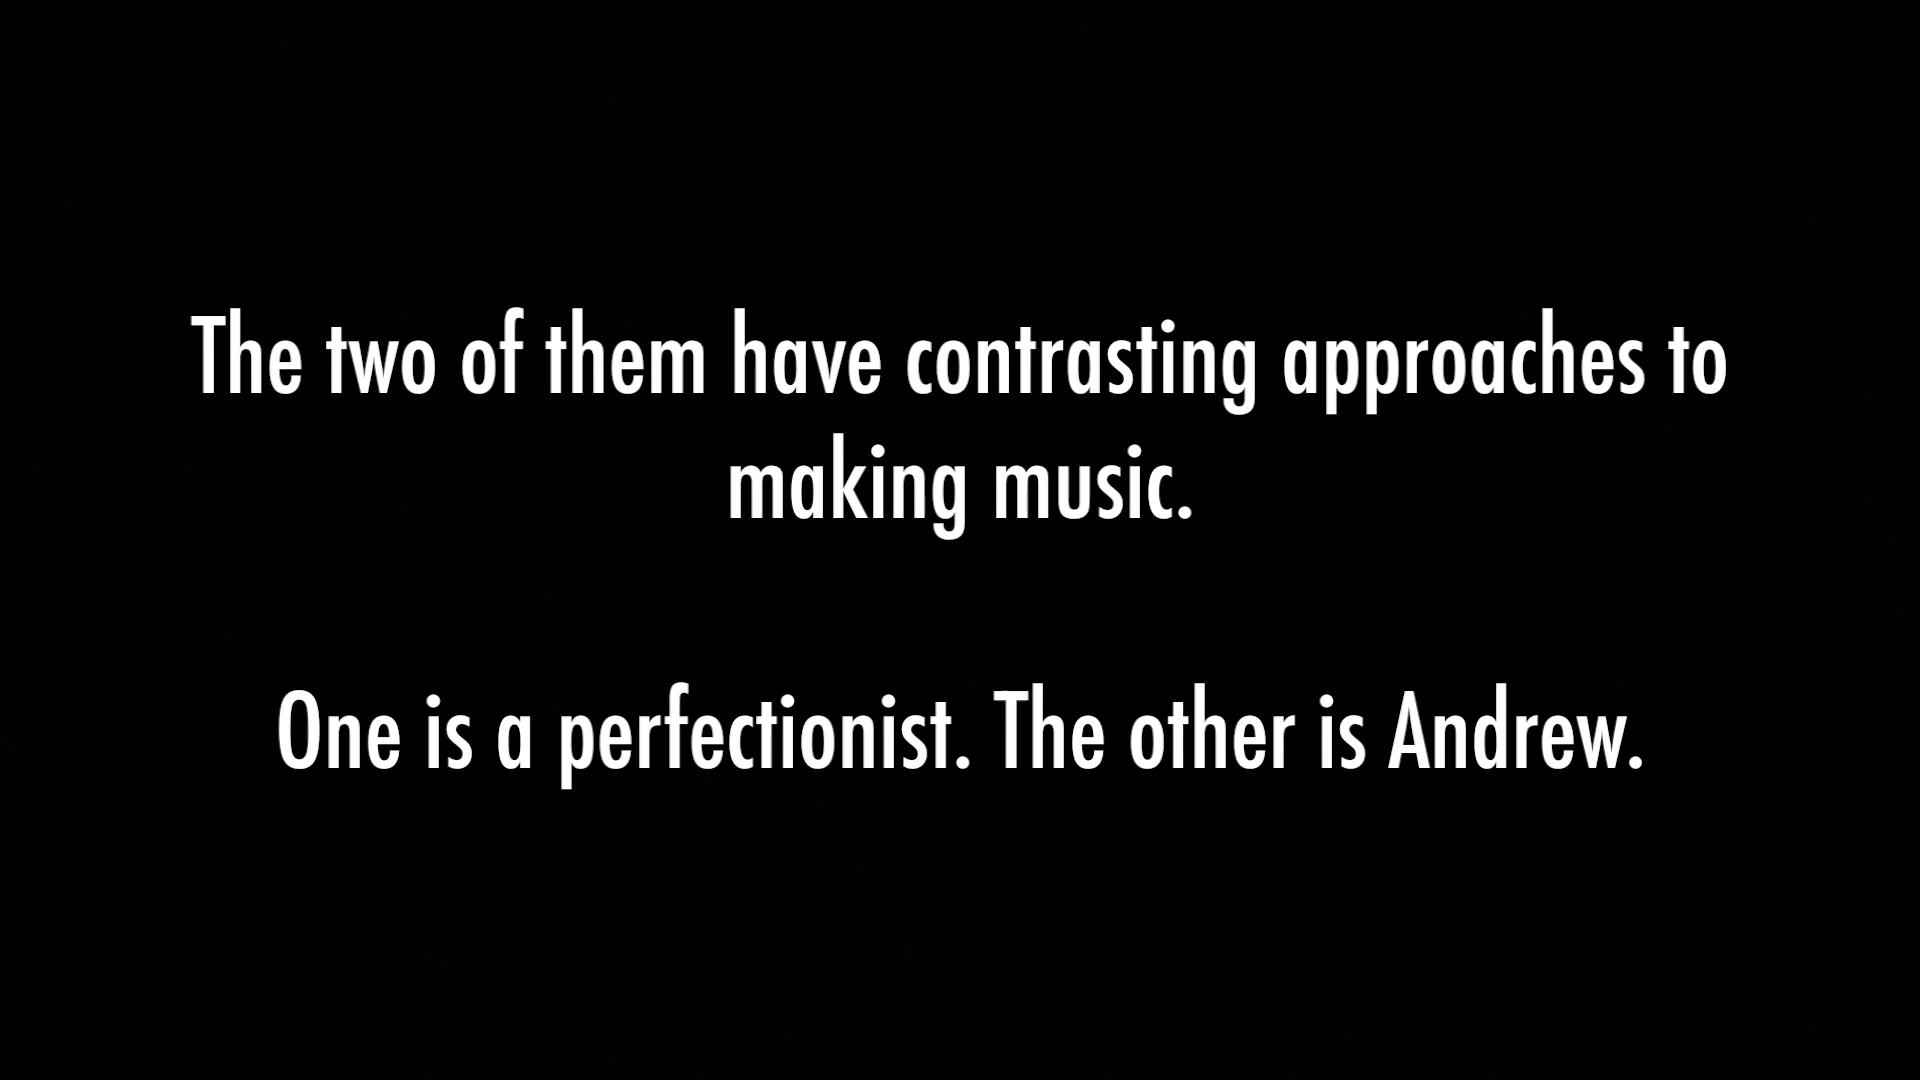 The two of them have contrasting approaches to
making music.
One is a perfectionist. The other is Andrew.